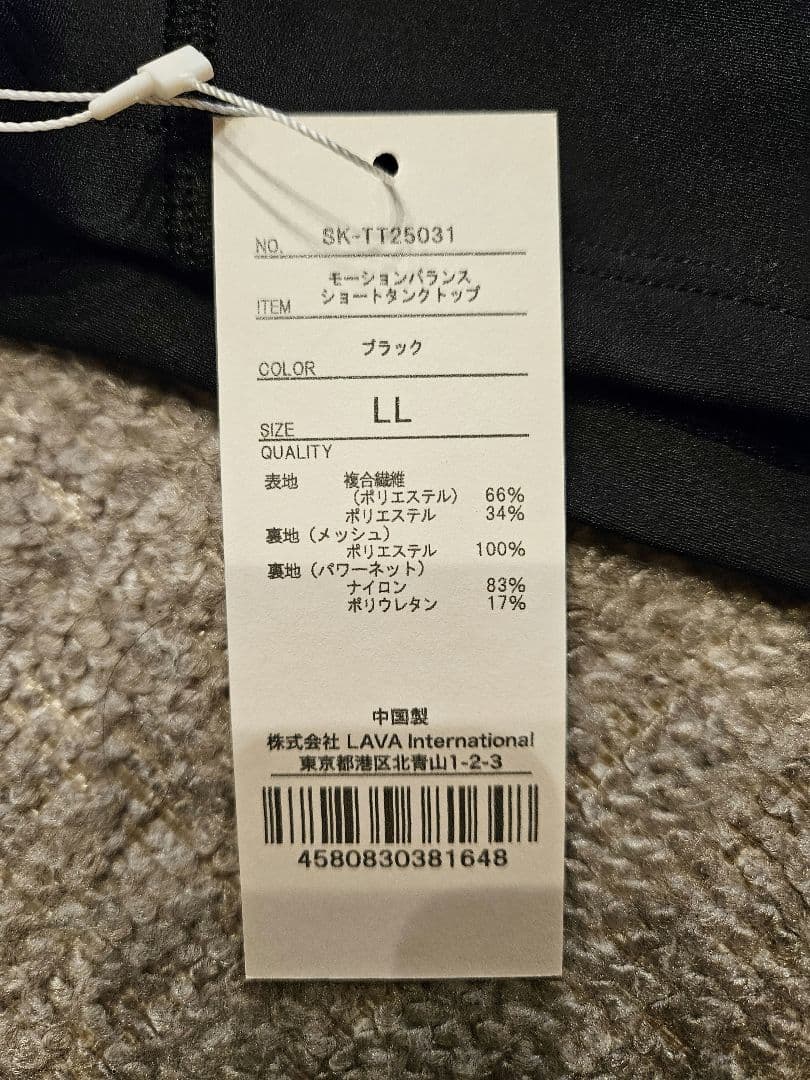 NO. SK-TT25031
モーションバランス
ITEM ショートタンクトップ
COLOR ブラック
SIZE LL
QUALITY
表地 複合繊維
(ポリエステル) 66%
ポリエステル 34%
裏地(メッシュ)
ポリエステル 100%
裏地(パワーネット)
ナイロン 83%
ポリウレタン 17%
中国製
株式会社 LAVA International
東京都港区北青山1-2-3
4580830381648